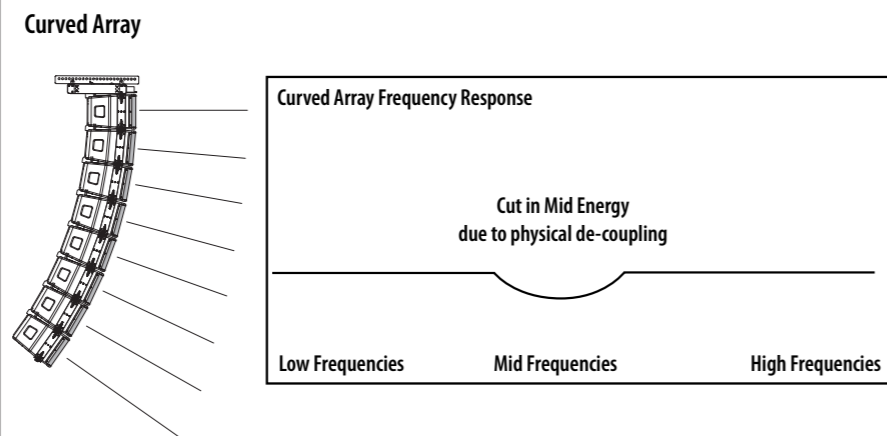 Curved Array
Curved Array Frequency Response
Cut in Mid Energy
due to physical de-coupling
Low Frequencies
Mid Frequencies
High Frequencies